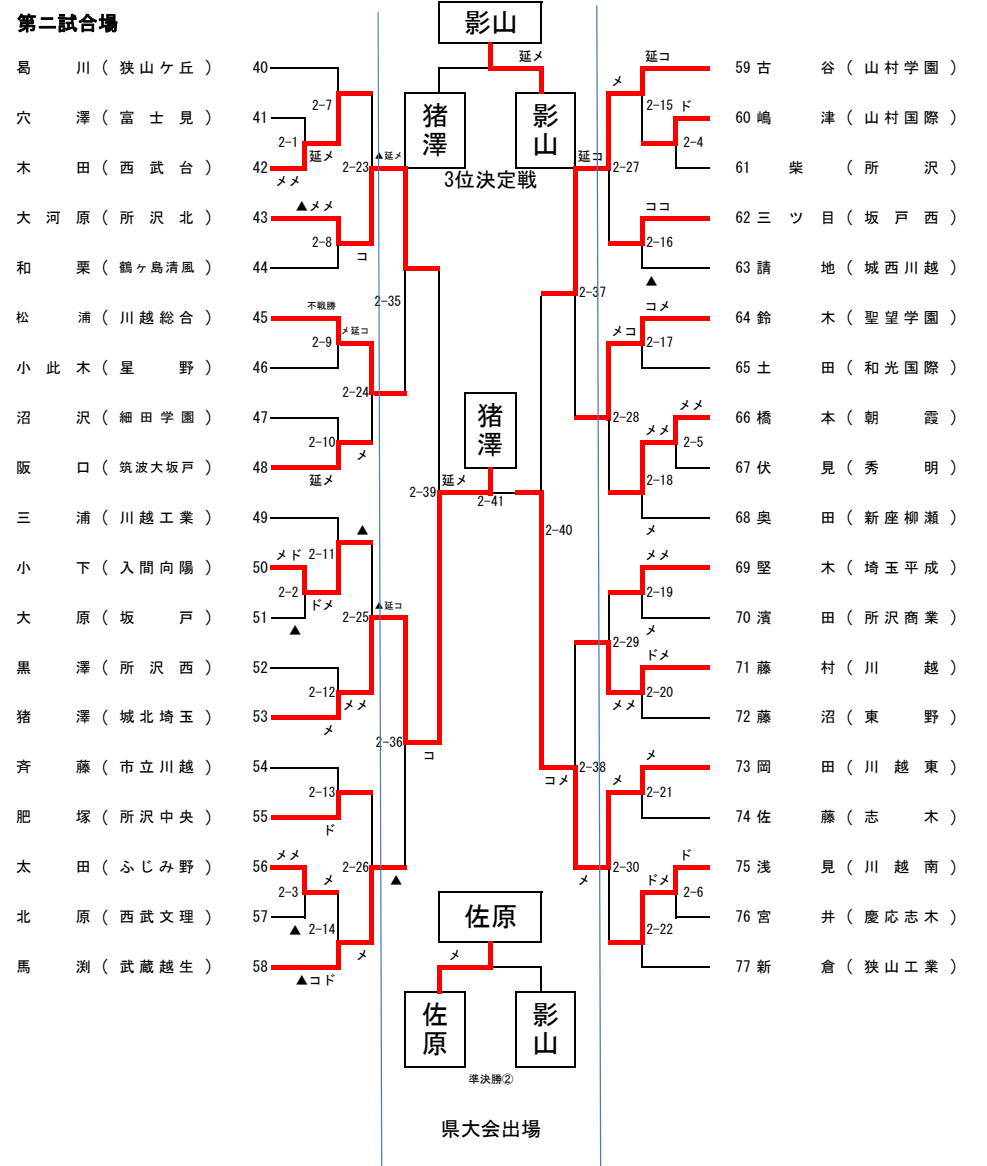 第二試合場
影山
延メ
猪澤
影山
3位決定戦
曷川(狭山ケ丘) 40
穴澤(富士見) 41
木田(西武台) 42
大河原(所沢北) 43
和栗(鶴ヶ島清風) 44
松浦(川越総合) 45
小此木(星野) 46
沼沢(細田学園) 47
阪口(筑波大坂戸) 48
三浦(川越工業) 49
小下(入間向陽) 50
大原(坂戸) 51
黒澤(所沢西) 52
猪澤(城北埼玉) 53
斉藤(市立川越) 54
肥塚(所沢中央) 55
太田(ふじみ野) 56
北原(西武文理) 57
馬渕(武蔵越生) 58
2-7
2-1
延メ
メメ
2-23
▲延メ
▲メメ
2-8
コ
2-35
不戦勝
メ延コ
2-9
2-24
2-10
メ
延メ
2-39
延メ
▲
メド
2-11
2-2
ドメ
▲
2-25
▲延コ
2-12
メメ
メ
2-36
コ
2-13
ド
2-26
▲
メメ
メ
2-3
▲
2-14
メ
▲コド
猪澤
2-41
2-40
59 古谷(山村学園)
60 嶋津(山村国際)
61 柴(所沢)
62 三ツ目(坂戸西)
63 請地(城西川越)
64 鈴木(聖望学園)
65 土田(和光国際)
66 橋本(朝霞)
67 伏見(秀明)
68 奥田(新座柳瀬)
69 堅木(埼玉平成)
70 濱田(所沢商業)
71 藤村(川越)
72 藤沼(東野)
73 岡田(川越東)
74 佐藤(志木)
75 浅見(川越南)
76 宮井(慶応志木)
77 新倉(狭山工業)
延コ
メ
2-15
ド
2-4
延コ
2-27
ココ
2-16
▲
2-37
コメ
メコ
2-17
2-28
メメ
メメ
2-5
2-18
メ
メメ
2-19
メ
2-29
ドメ
2-20
メメ
2-38
コメ
メ
メ
2-21
2-30
メ
ド
ドメ
2-6
2-22
佐原
メ
佐原
影山
準決勝②
県大会出場